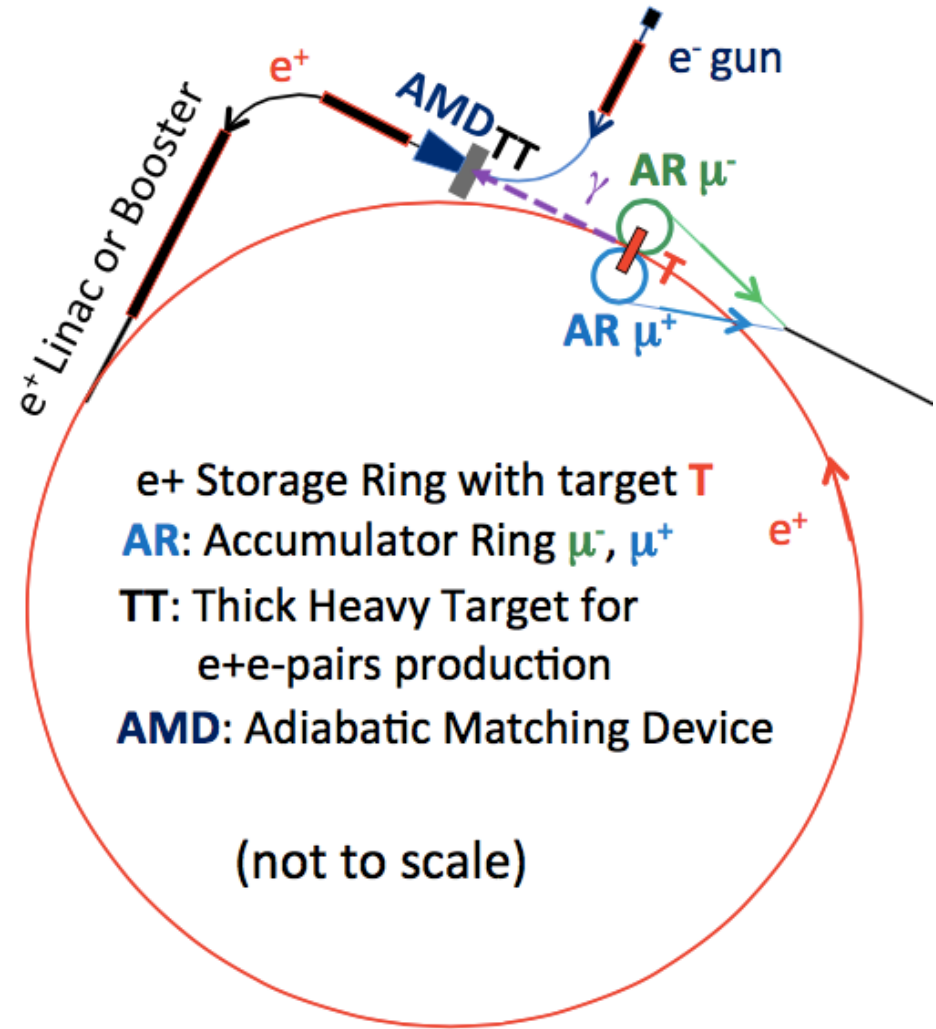 e⁻ gun
e⁺
AMD
TT
e⁺ Linac or Booster
γ
AR μ⁻
T
AR μ⁺
e+ Storage Ring with target T
AR: Accumulator Ring μ⁻, μ⁺
e⁺
TT: Thick Heavy Target for
e+e-pairs production
AMD: Adiabatic Matching Device
(not to scale)